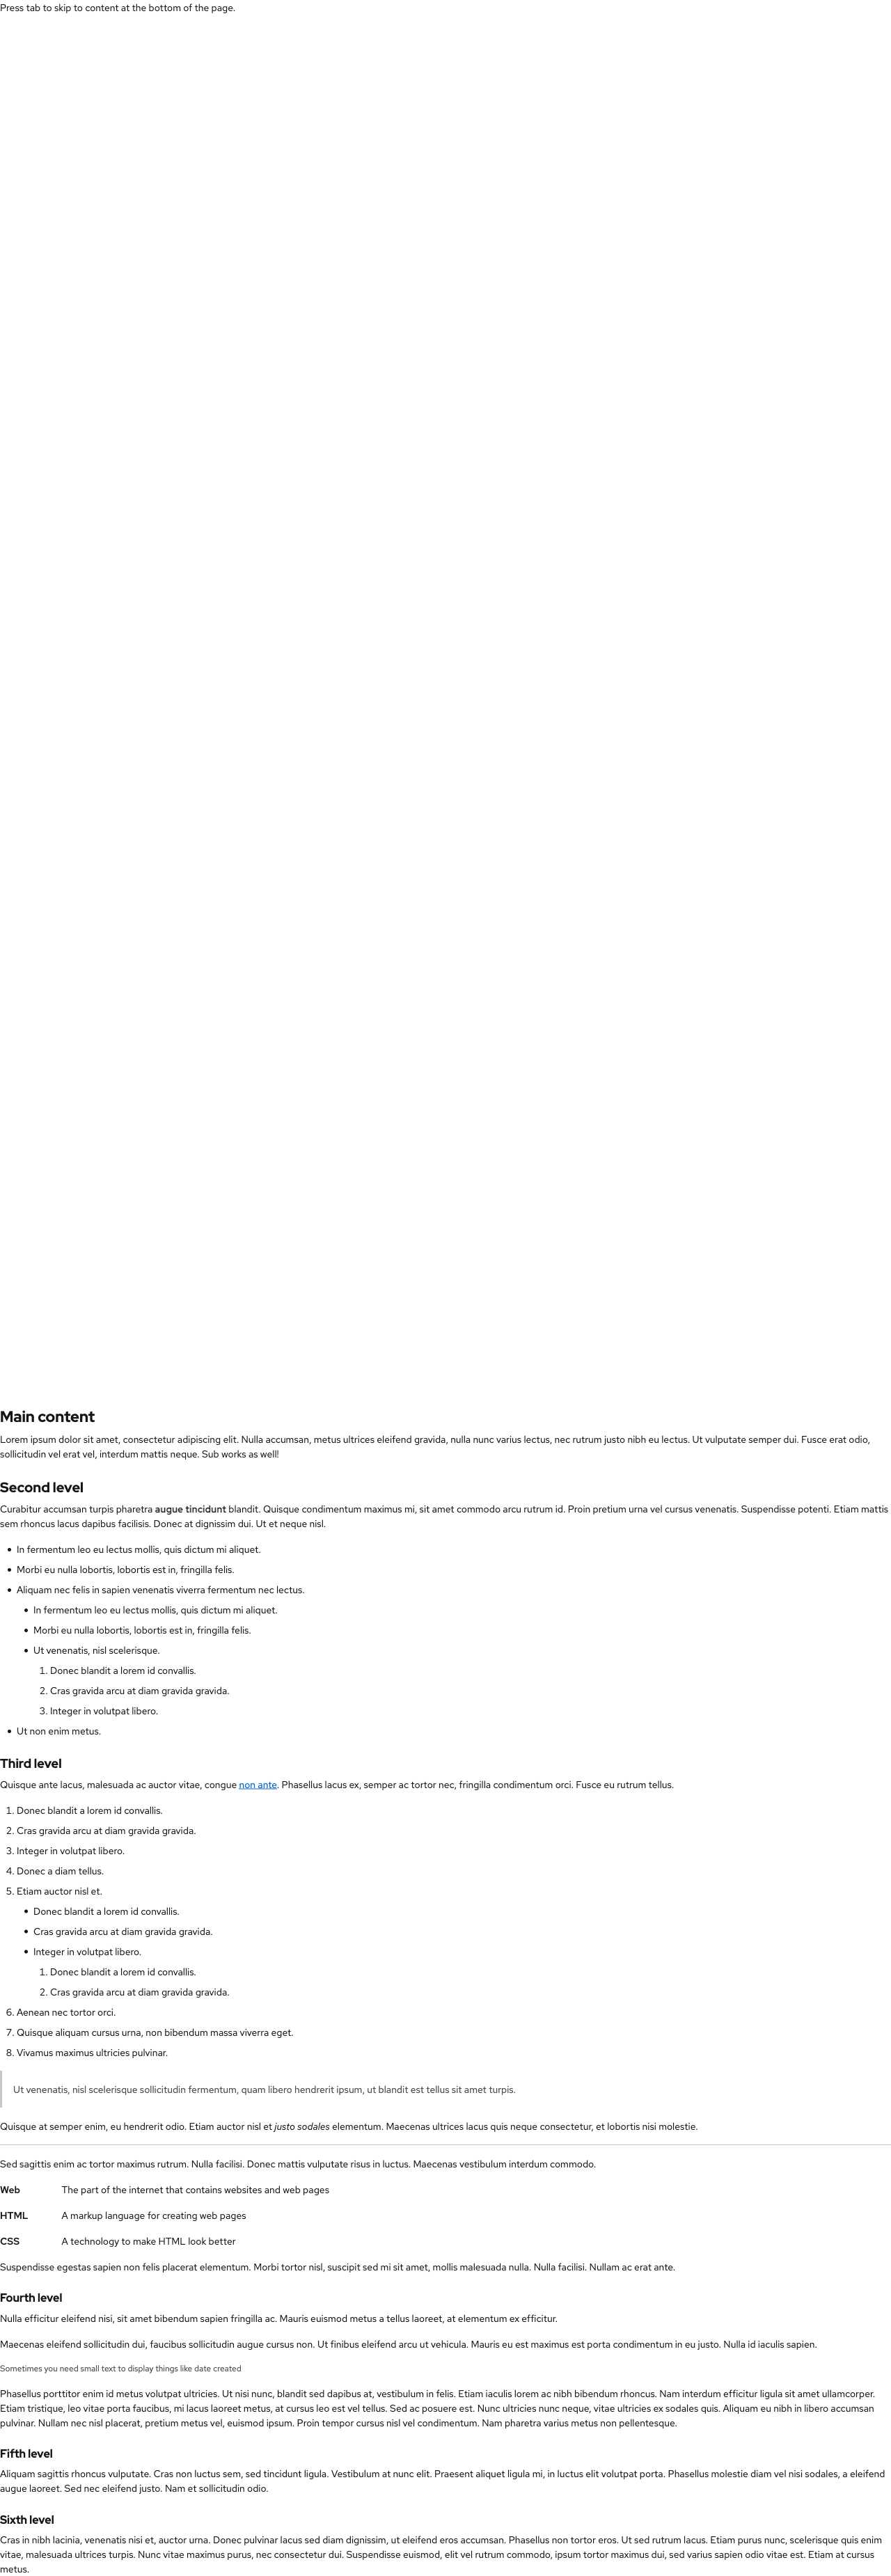 Press tab to skip to content at the bottom of the page.
Main content
Lorem ipsum dolor sit amet, consectetur adipiscing elit. Nulla accumsan, metus ultrices eleifend gravida, nulla nunc varius lectus, nec rutrum justo nibh eu lectus. Ut vulputate semper dui. Fusce erat odio,
sollicitudin vel erat vel, interdum mattis neque. Sub works as well!
Second level
Curabitur accumsan turpis pharetra augue tincidunt blandit. Quisque condimentum maximus mi, sit amet commodo arcu rutrum id. Proin pretium urna vel cursus venenatis. Suspendisse potenti. Etiam mattis
sem rhoncus lacus dapibus facilisis. Donec at dignissim dui. Ut et neque nisl.
• In fermentum leo eu lectus mollis, quis dictum mi aliquet.
• Morbi eu nulla lobortis, lobortis est in, fringilla felis.
• Aliquam nec felis in sapien venenatis viverra fermentum nec lectus.
• In fermentum leo eu lectus mollis, quis dictum mi aliquet.
• Morbi eu nulla lobortis, lobortis est in, fringilla felis.
• Ut venenatis, nisl scelerisque.
1. Donec blandit a lorem id convallis.
2. Cras gravida arcu at diam gravida gravida.
3. Integer in volutpat libero.
• Ut non enim metus.
Third level
Quisque ante lacus, malesuada ac auctor vitae, congue non ante. Phasellus lacus ex, semper ac tortor nec, fringilla condimentum orci. Fusce eu rutrum tellus.
1. Donec blandit a lorem id convallis.
2. Cras gravida arcu at diam gravida gravida.
3. Integer in volutpat libero.
4. Donec a diam tellus.
5. Etiam auctor nisl et.
• Donec blandit a lorem id convallis.
• Cras gravida arcu at diam gravida gravida.
• Integer in volutpat libero.
1. Donec blandit a lorem id convallis.
2. Cras gravida arcu at diam gravida gravida.
6. Aenean nec tortor orci.
7. Quisque aliquam cursus urna, non bibendum massa viverra eget.
8. Vivamus maximus ultricies pulvinar.
Ut venenatis, nisl scelerisque sollicitudin fermentum, quam libero hendrerit ipsum, ut blandit est tellus sit amet turpis.
Quisque at semper enim, eu hendrerit odio. Etiam auctor nisl et justo sodales elementum. Maecenas ultrices lacus quis neque consectetur, et lobortis nisi molestie.
Sed sagittis enim ac tortor maximus rutrum. Nulla facilisi. Donec mattis vulputate risus in luctus. Maecenas vestibulum interdum commodo.
Web The part of the internet that contains websites and web pages
HTML A markup language for creating web pages
CSS A technology to make HTML look better
Suspendisse egestas sapien non felis placerat elementum. Morbi tortor nisl, suscipit sed mi sit amet, mollis malesuada nulla. Nulla facilisi. Nullam ac erat ante.
Fourth level
Nulla efficitur eleifend nisi, sit amet bibendum sapien fringilla ac. Mauris euismod metus a tellus laoreet, at elementum ex efficitur.
Maecenas eleifend sollicitudin dui, faucibus sollicitudin augue cursus non. Ut finibus eleifend arcu ut vehicula. Mauris eu est maximus est porta condimentum in eu justo. Nulla id iaculis sapien.
Sometimes you need small text to display things like date created
Phasellus porttitor enim id metus volutpat ultricies. Ut nisi nunc, blandit sed dapibus at, vestibulum in felis. Etiam iaculis lorem ac nibh bibendum rhoncus. Nam interdum efficitur ligula sit amet ullamcorper.
Etiam tristique, leo vitae porta faucibus, mi lacus laoreet metus, at cursus leo est vel tellus. Sed ac posuere est. Nunc ultricies nunc neque, vitae ultricies ex sodales quis. Aliquam eu nibh in libero accumsan
pulvinar. Nullam nec nisl placerat, pretium metus vel, euismod ipsum. Proin tempor cursus nisl vel condimentum. Nam pharetra varius metus non pellentesque.
Fifth level
Aliquam sagittis rhoncus vulputate. Cras non luctus sem, sed tincidunt ligula. Vestibulum at nunc elit. Praesent aliquet ligula mi, in luctus elit volutpat porta. Phasellus molestie diam vel nisi sodales, a eleifend
augue laoreet. Sed nec eleifend justo. Nam et sollicitudin odio.
Sixth level
Cras in nibh lacinia, venenatis nisi et, auctor urna. Donec pulvinar lacus sed diam dignissim, ut eleifend eros accumsan. Phasellus non tortor eros. Ut sed rutrum lacus. Etiam purus nunc, scelerisque quis enim
vitae, malesuada ultrices turpis. Nunc vitae maximus purus, nec consectetur dui. Suspendisse euismod, elit vel rutrum commodo, ipsum tortor maximus dui, sed varius sapien odio vitae est. Etiam at cursus
metus.